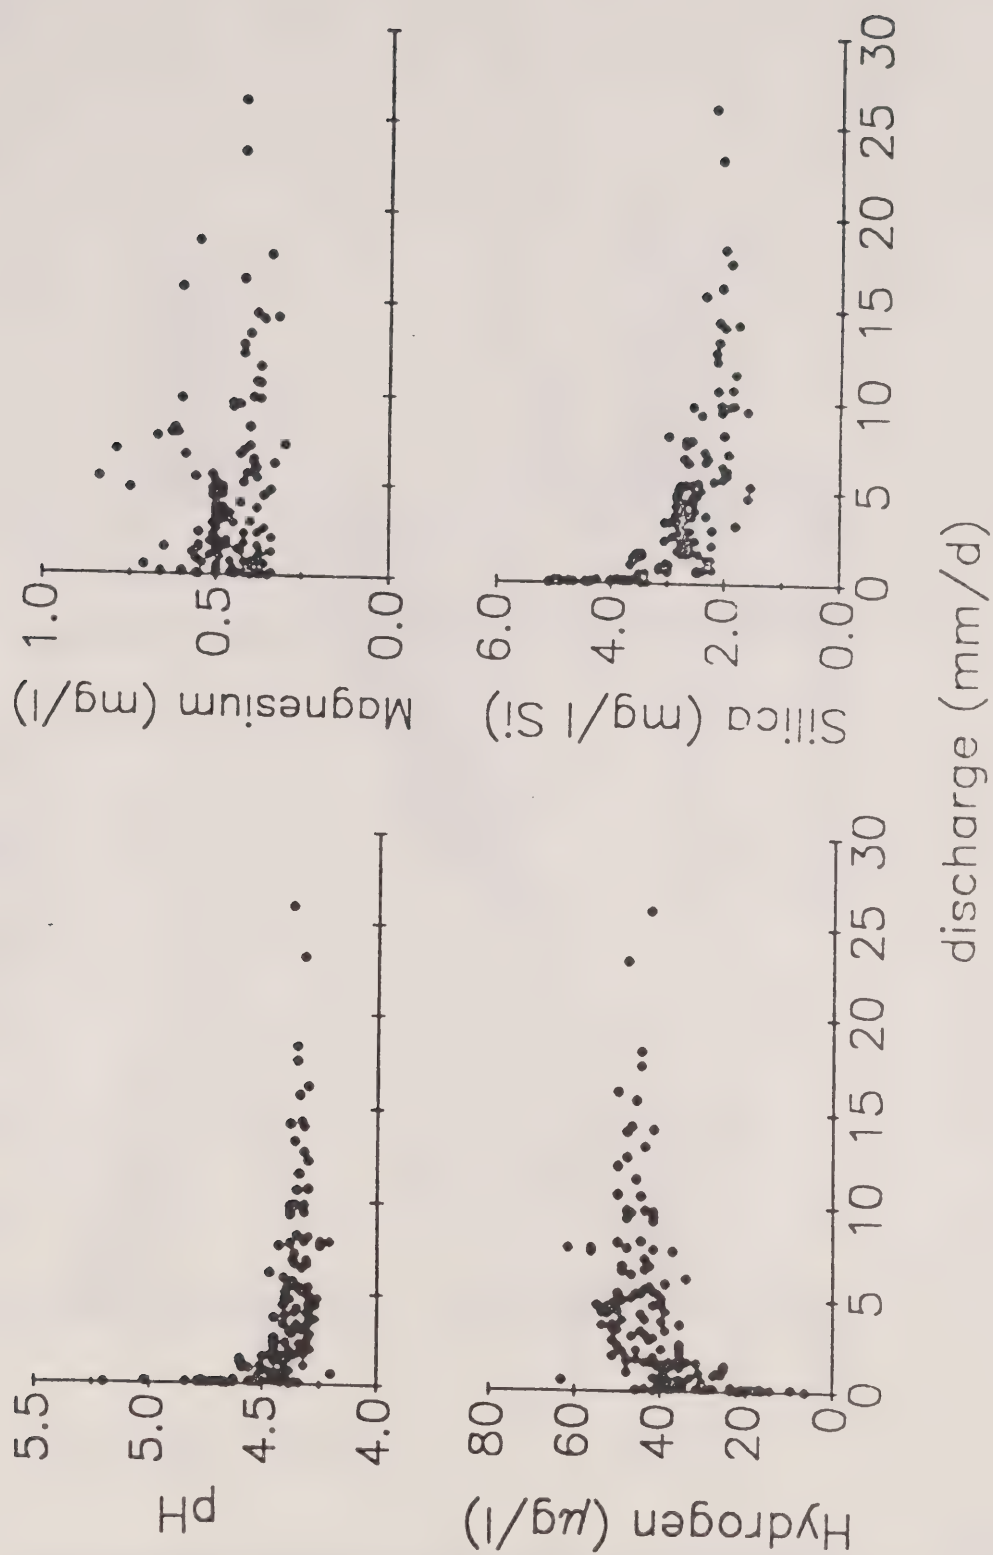 pH
5.5
5.0
4.5
4.0
Magnesium (mg/l)
1.0
0.5
0.0
Hydrogen (μg/l)
80
60
40
20
0
0 5 10 15 20 25 30
Silica (mg/l Si)
6.0
4.0
2.0
0.0
0 5 10 15 20 25 30
discharge (mm/d)